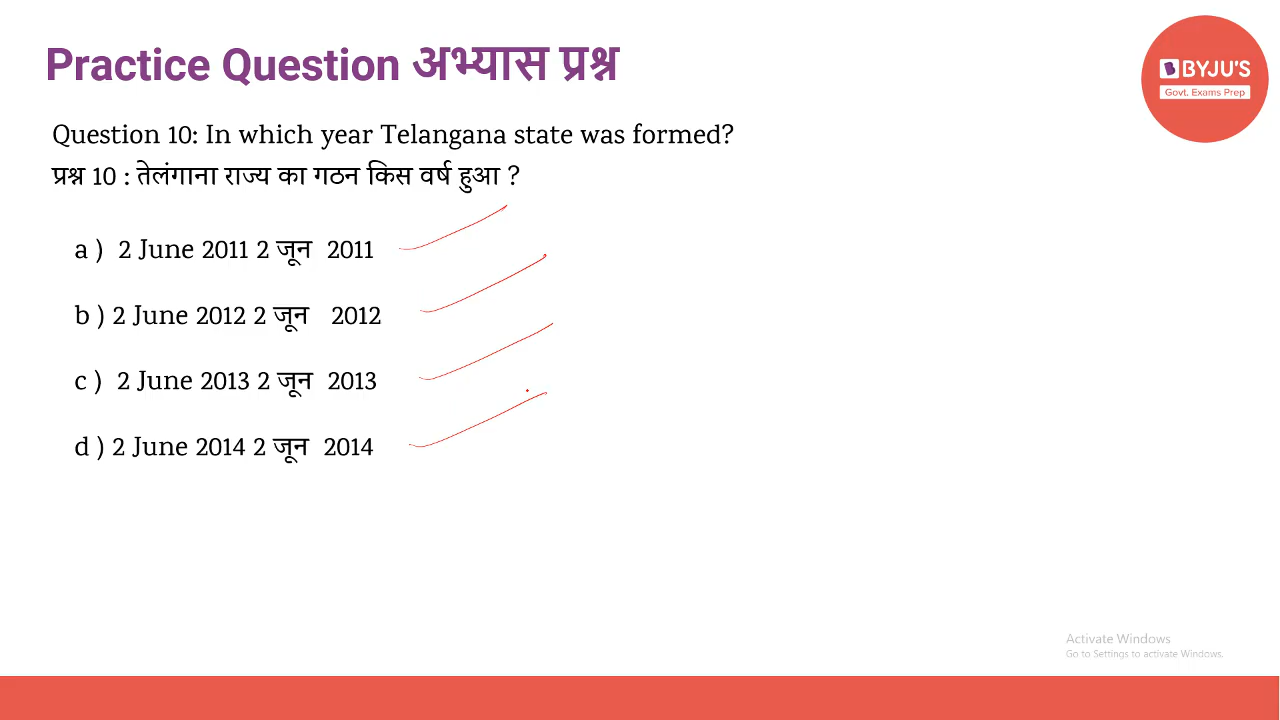 Practice Question अभ्यास प्रश्न
BYJU'S
Govt. Exams Prep
Question 10: In which year Telangana state was formed?
प्रश्न 10 : तेलंगाना राज्य का गठन किस वर्ष हुआ ?
a ) 2 June 2011 2 जून 2011
b ) 2 June 2012 2 जून 2012
c ) 2 June 2013 2 जून 2013
d ) 2 June 2014 2 जून 2014
Activate Windows
Go to Settings to activate Windows.